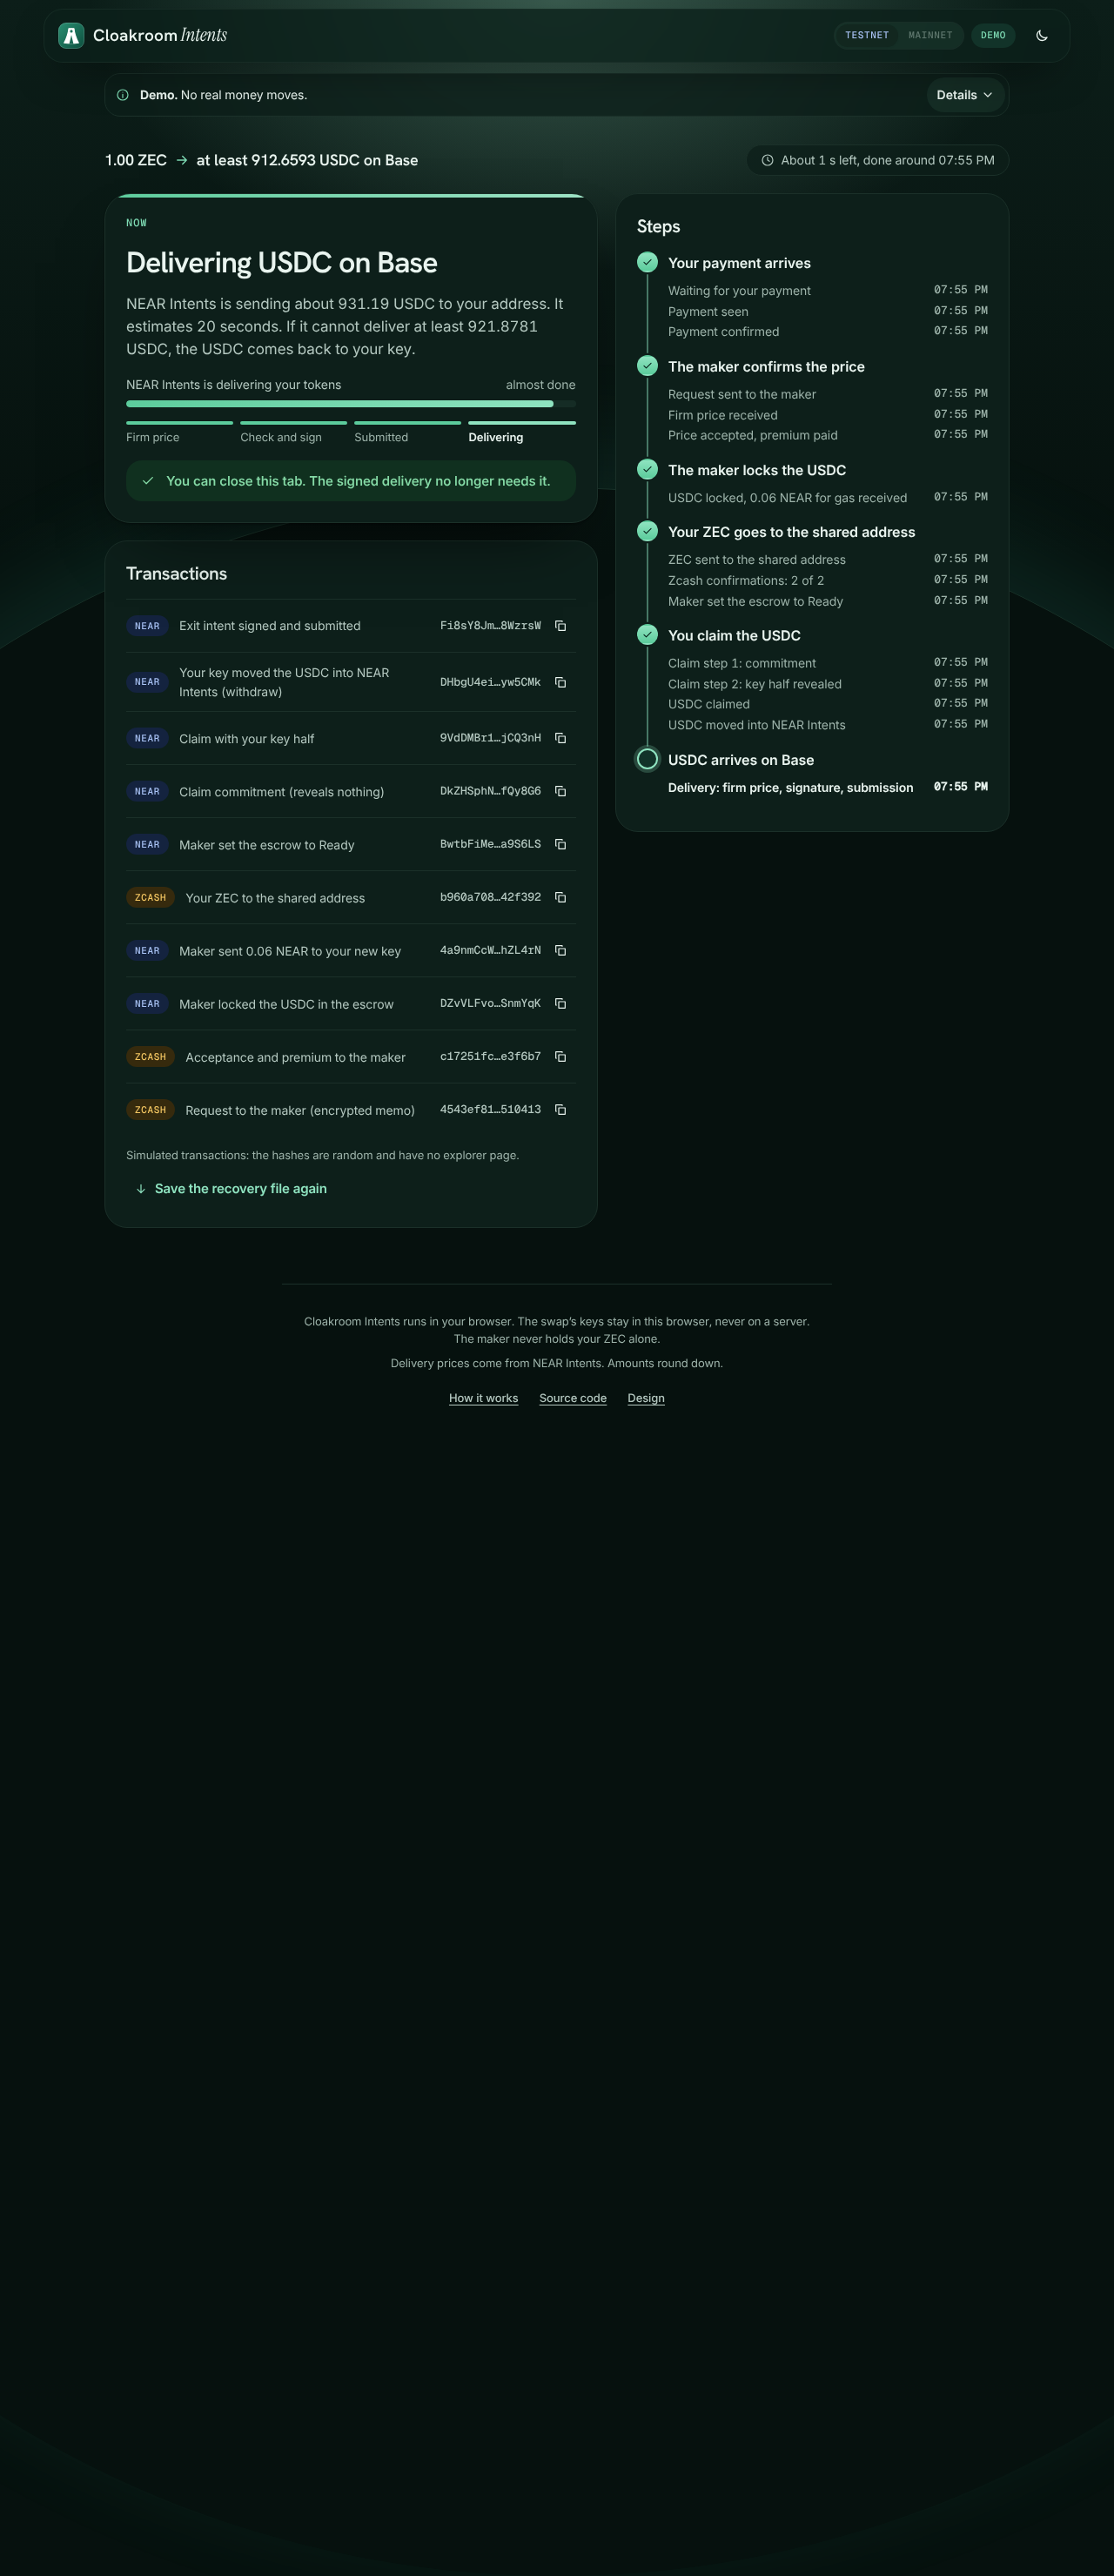 Cloakroom Intents
TESTNET MAINNET DEMO
Demo. No real money moves.
Details
1.00 ZEC → at least 912.6593 USDC on Base
About 1 s left, done around 07:55 PM
NOW
Delivering USDC on Base
NEAR Intents is sending about 931.19 USDC to your address. It
estimates 20 seconds. If it cannot deliver at least 921.8781
USDC, the USDC comes back to your key.
NEAR Intents is delivering your tokens almost done
Firm price Check and sign Submitted Delivering
You can close this tab. The signed delivery no longer needs it.
Transactions
NEAR Exit intent signed and submitted Fi8sY8Jm…8WzrsW
NEAR Your key moved the USDC into NEAR
Intents (withdraw) DHbgU4ei…yw5CMk
NEAR Claim with your key half 9VdDMBr1…jCQ3nH
NEAR Claim commitment (reveals nothing) DkZHSphN…fQy8G6
NEAR Maker set the escrow to Ready BwtbFiMe…a9S6LS
ZCASH Your ZEC to the shared address b960a708…42f392
NEAR Maker sent 0.06 NEAR to your new key 4a9nmCcW…hZL4rN
NEAR Maker locked the USDC in the escrow DZvVLFvo…SnmYqK
ZCASH Acceptance and premium to the maker c17251fc…e3f6b7
ZCASH Request to the maker (encrypted memo) 4543ef81…510413
Simulated transactions: the hashes are random and have no explorer page.
Save the recovery file again
Steps
Your payment arrives
Waiting for your payment 07:55 PM
Payment seen 07:55 PM
Payment confirmed 07:55 PM
The maker confirms the price
Request sent to the maker 07:55 PM
Firm price received 07:55 PM
Price accepted, premium paid 07:55 PM
The maker locks the USDC
USDC locked, 0.06 NEAR for gas received 07:55 PM
Your ZEC goes to the shared address
ZEC sent to the shared address 07:55 PM
Zcash confirmations: 2 of 2 07:55 PM
Maker set the escrow to Ready 07:55 PM
You claim the USDC
Claim step 1: commitment 07:55 PM
Claim step 2: key half revealed 07:55 PM
USDC claimed 07:55 PM
USDC moved into NEAR Intents 07:55 PM
USDC arrives on Base
Delivery: firm price, signature, submission 07:55 PM
Cloakroom Intents runs in your browser. The swap's keys stay in this browser, never on a server.
The maker never holds your ZEC alone.
Delivery prices come from NEAR Intents. Amounts round down.
How it works Source code Design